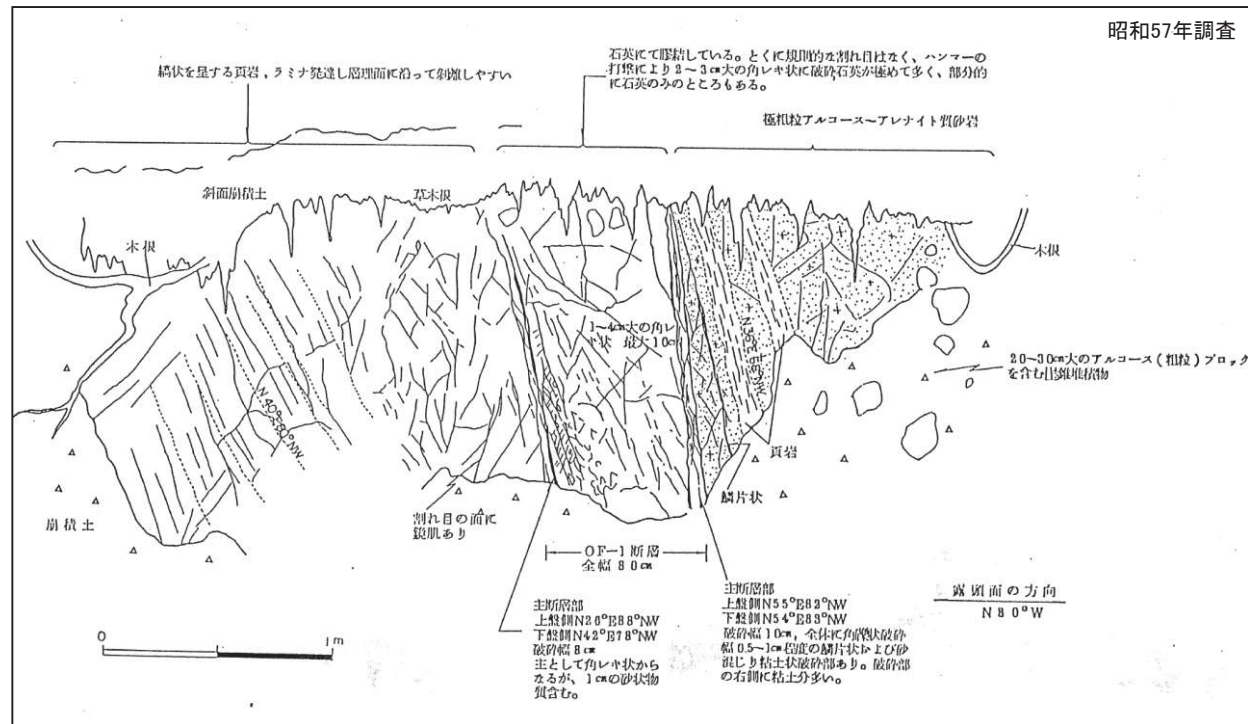 昭和57年調査
縞状を呈する頁岩,ラミナ発達し層理面に沿って剝離しやすい
石英にて膠結している。とくに規則的な割れ目はなく、ハンマーの
打撃により2~3㎝大の角レキ状に破砕,石英が極めて多く、部分的
に石英のみのところもある。
極粗粒アルコース~アレナイト質砂岩
斜面崩積土
草木根
木根
木根
1~4㎝大の角レ
キ状 最大10㎝
N40°E80°NW
20~30㎝大のアルコース(粗粒)ブロック
を含む崖錐堆積物
頁岩
鱗片状
崩積土
割れ目の面に
鏡肌あり
OF-1断層
全幅80㎝
主断層部
上盤側N26°E88°NW
下盤側N42°E78°NW
破砕幅8㎝
主として角レキ状から
なるが、1㎝の砂状物
質含む。
主断層部
上盤側N55°E82°NW
下盤側N54°E83°NW
破砕幅10㎝,全体に角礫状破砕
幅0.5~1㎝程度の鱗片状および砂
混じり粘土状破砕部あり。破砕部
の右側に粘土分多い。
露頭面の方向
N80°W
0
1m